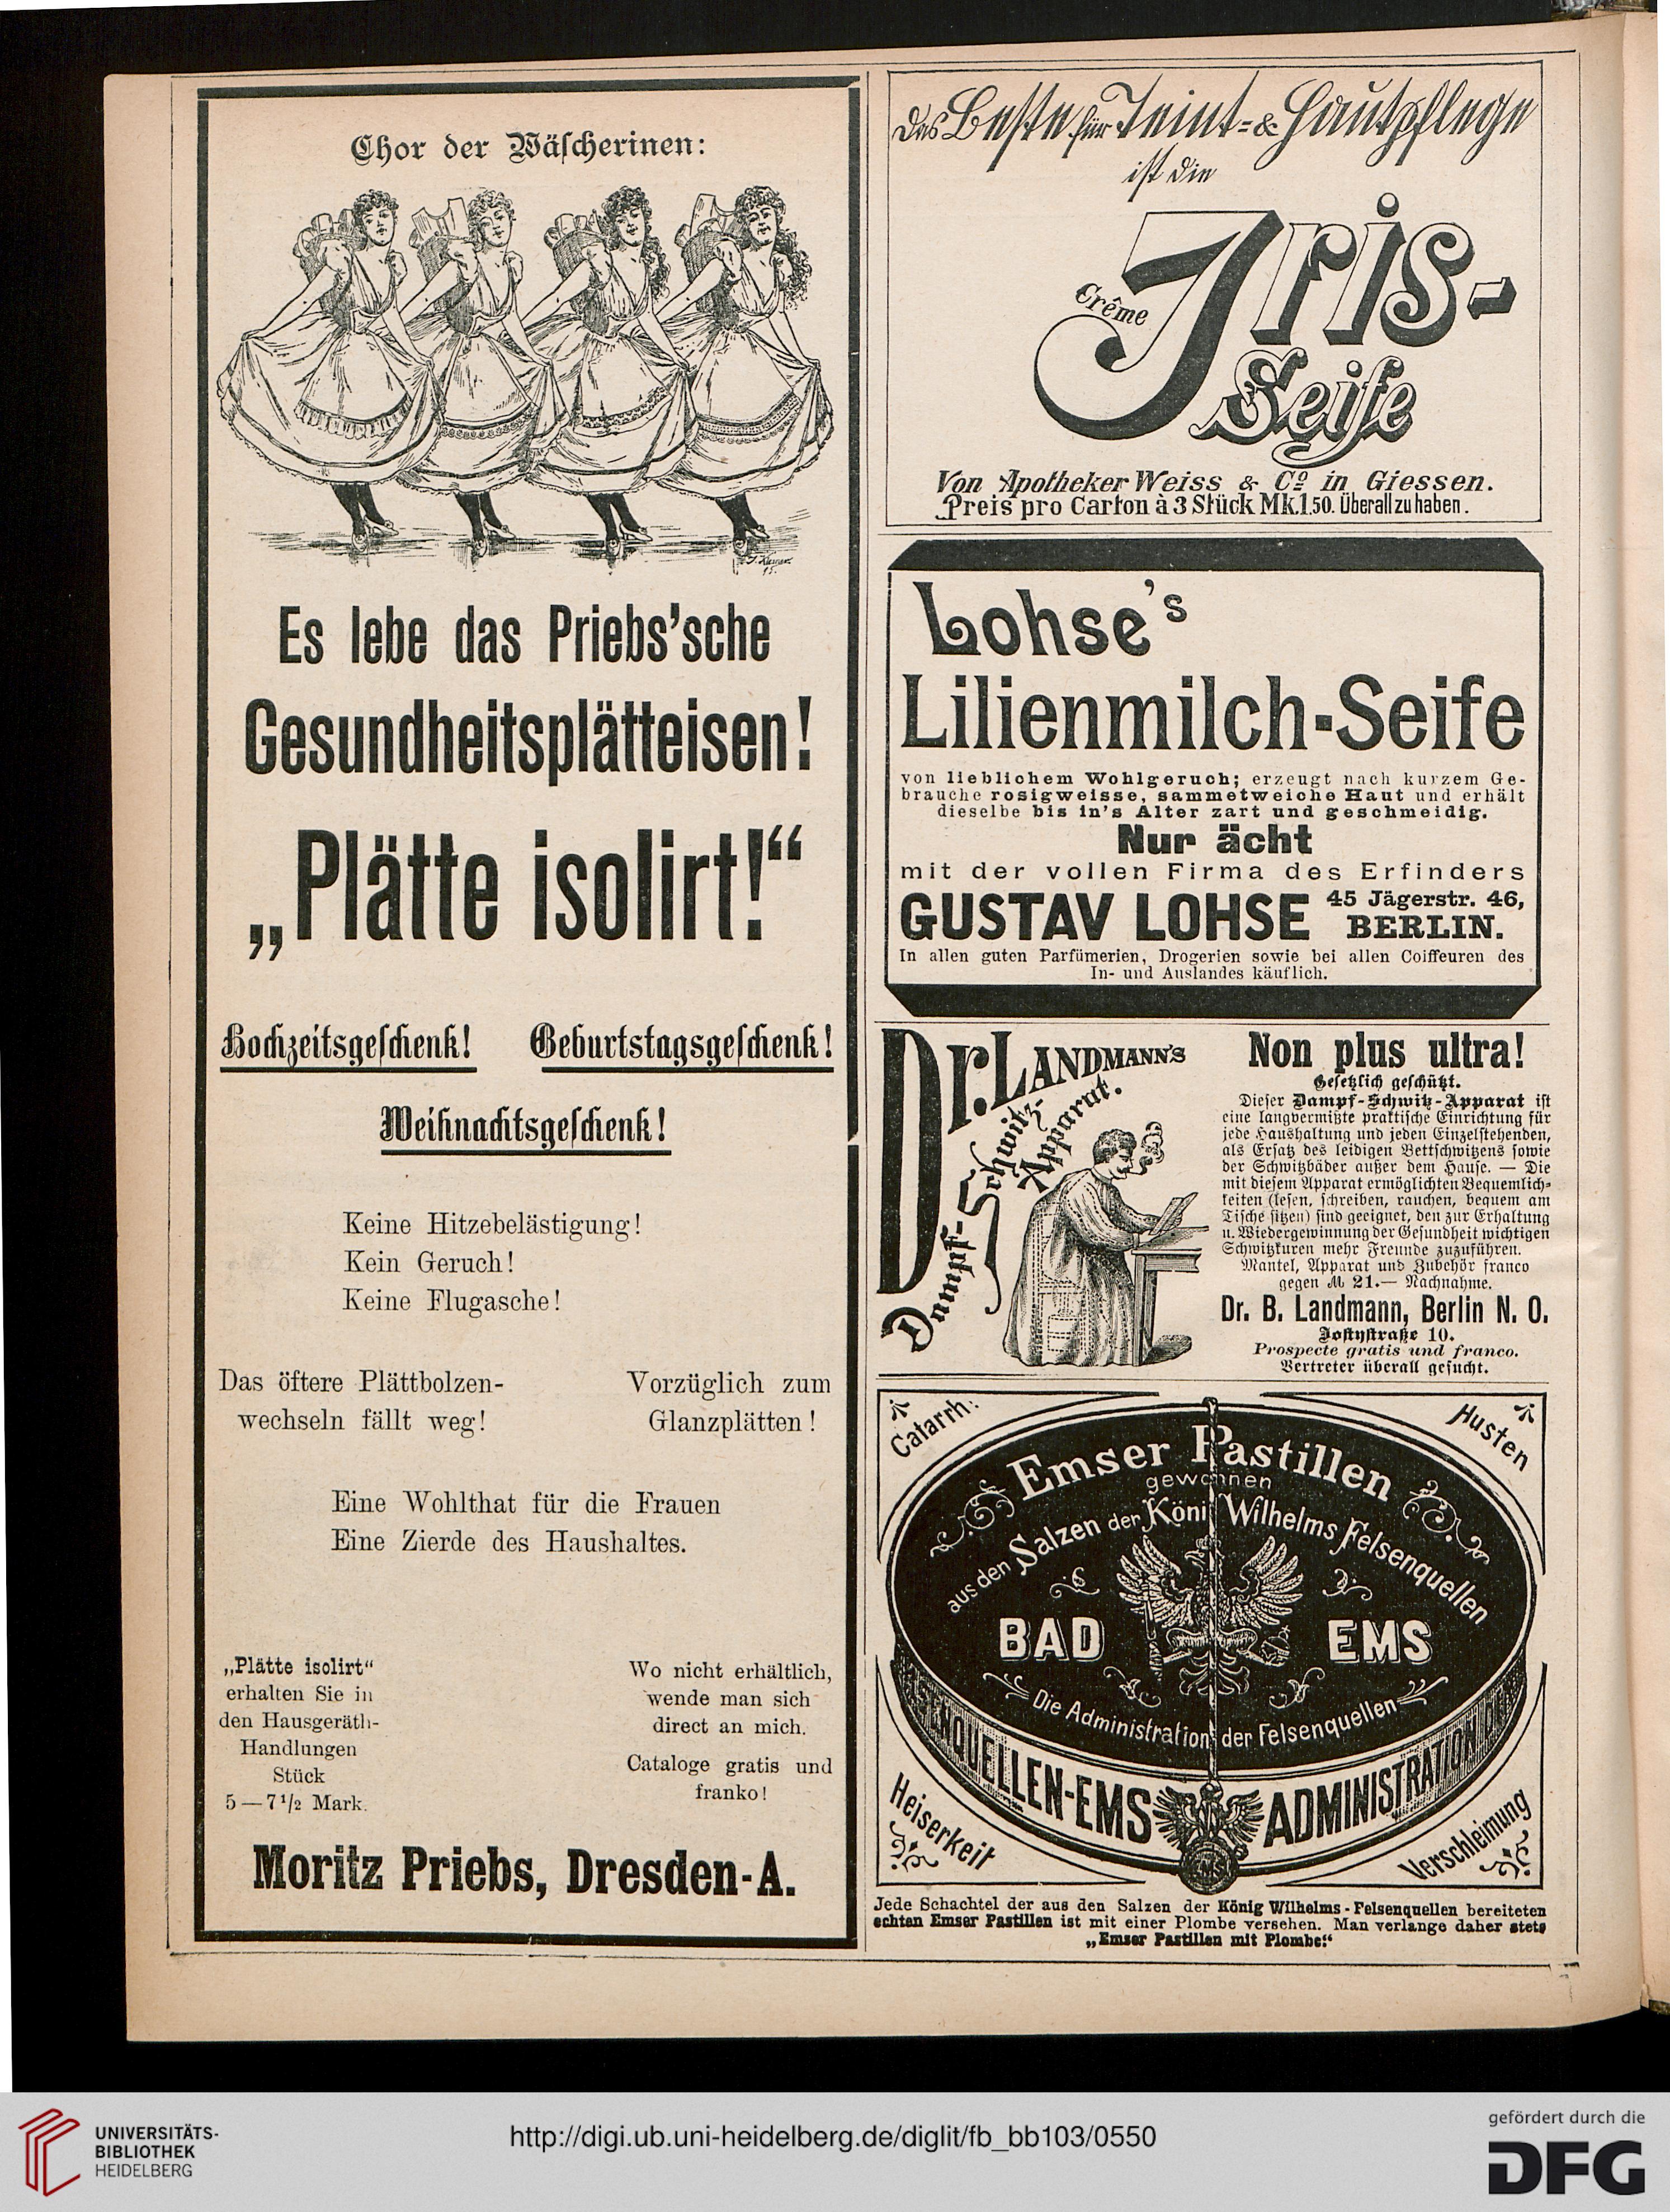 Chor der Wäſcherinen:
Es lebe das Priebs'sche
Gesundheitsplätteisen!
„Plätte isolirt!“
Hochzeitsgeſchenk! Geburtstagsgeſchenk!
Weihnachtsgeſchenk!
Keine Hitzebelästigung!
Kein Geruch!
Keine Flugasche!
Das öftere Plättbolzen-
wechseln fällt weg!
Vorzüglich zum
Glanzplätten!
Eine Wohlthat für die Frauen
Eine Zierde des Haushaltes.
„Plätte isolirt“
erhalten Sie in
den Hausgeräth-
Handlungen
Stück
5—7½ Mark.
Wo nicht erhältlich,
wende man sich
direct an mich.
Cataloge gratis und
franko!
Moritz Priebs, Dresden-A.
Das Beste für Teint- & Hautpflege
ist die
Crême
Iris-
Seife
Von Apotheker Weiss & Co in Giessen.
Preis pro Carton à 3 Stück Mk. 1.50. Überall zu haben.
Lohse's
Lilienmilch-Seife
von lieblichem Wohlgeruch; erzeugt nach kurzem Ge-
brauche rosigweisse, sammetweiche Haut und erhält
dieselbe bis in's Alter zart und geschmeidig.
Nur ächt
mit der vollen Firma des Erfinders
GUSTAV LOHSE 45 Jägerstr. 46,
BERLIN.
In allen guten Parfümerien, Drogerien sowie bei allen Coiffeuren des
In- und Auslandes käuflich.
Dr. LANDMANN'S
Dampf-Schwitz-
Apparat.
Non plus ultra!
Geſetzlich geſchützt.
Dieſer Dampf-Schwitz-Apparat iſt
eine langvermißte praktiſche Einrichtung für
jede Haushaltung und jeden Einzelſtehenden,
als Erſatz des leidigen Bettſchwitzens ſowie
der Schwitzbäder außer dem Hauſe. — Die
mit dieſem Apparat ermöglichten Bequemlich-
keiten (leſen, ſchreiben, rauchen, bequem am
Tiſche ſitzen) ſind geeignet, den zur Erhaltung
u. Wiedergewinnung der Geſundheit wichtigen
Schwitzkuren mehr Freunde zuzuführen.
Mantel, Apparat und Zubehör franco
gegen M 21.— Nachnahme.
Dr. B. Landmann, Berlin N. O.
Joſtyſtraße 10.
Prospecte gratis und franco.
Vertreter überall geſucht.
Catarrh.
Husten
Emser Pastillen
gewonnen
aus den Salzen der König Wilhelms Felsenquellen
BAD EMS
Die Administration der Felsenquellen
FELSENQUELLEN-EMS ADMINISTRATION
EMS
Heiserkeit
Verschleimung
Jede Schachtel der aus den Salzen der König Wilhelms-Felsenquellen bereiteten
echten Emser Pastillen ist mit einer Plombe versehen. Man verlange daher stets
„Emser Pastillen mit Plombe“
UNIVERSITÄTS-
BIBLIOTHEK
HEIDELBERG
http://digi.ub.uni-heidelberg.de/diglit/fb_bb103/0550
gefördert durch die
DFG